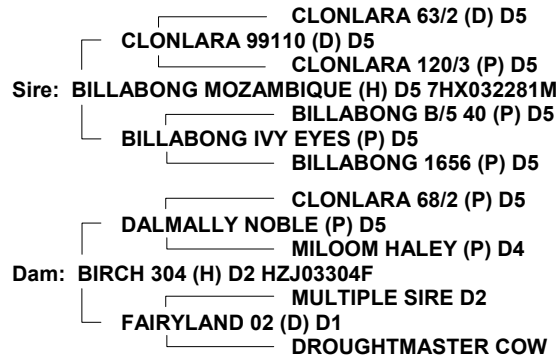 CLONLARA 63/2 (D) D5
CLONLARA 99110 (D) D5
CLONLARA 120/3 (P) D5
Sire: BILLABONG MOZAMBIQUE (H) D5 7HX032281M
BILLABONG B/5 40 (P) D5
BILLABONG IVY EYES (P) D5
BILLABONG 1656 (P) D5
CLONLARA 68/2 (P) D5
DALMALLY NOBLE (P) D5
MILOOM HALEY (P) D4
Dam: BIRCH 304 (H) D2 HZJ03304F
MULTIPLE SIRE D2
FAIRYLAND 02 (D) D1
DROUGHTMASTER COW